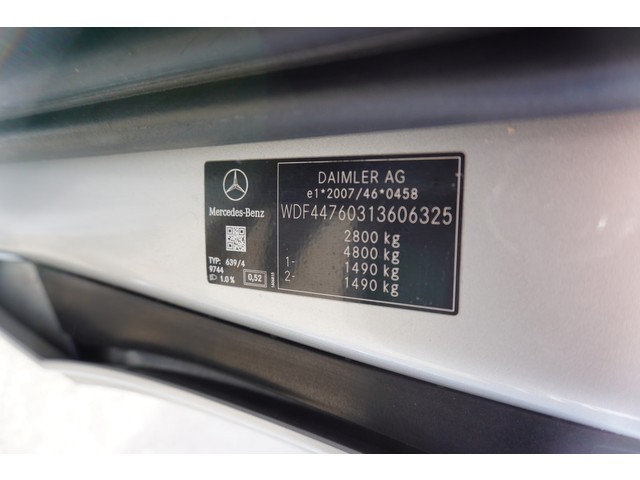 Mercedes-Benz
TYP: 639/4
9744
1.0 %
0,52
DAIMLER AG
e1*2007/46*0458
WDF44760313606325
2800 kg
4800 kg
1- 1490 kg
2- 1490 kg